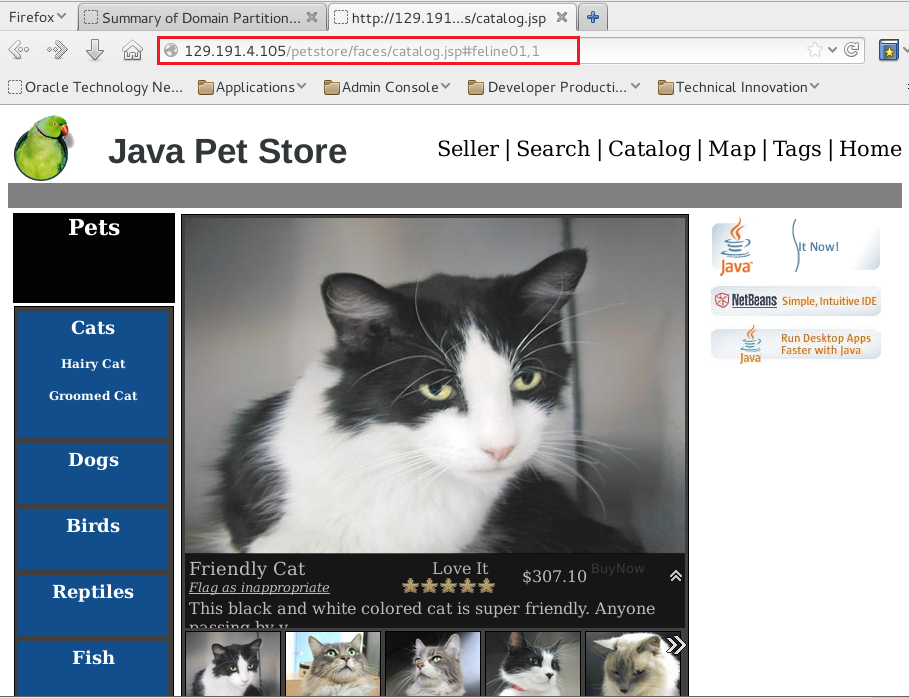 Firefox
Summary of Domain Partition...
http://129.191...s/catalog.jsp
129.191.4.105/petstore/faces/catalog.jsp#feline01,1
Oracle Technology Ne...
Applications
Admin Console
Developer Producti...
Technical Innovation
Java Pet Store
Seller | Search | Catalog | Map | Tags | Home
Pets
Cats
Hairy Cat
Groomed Cat
Dogs
Birds
Reptiles
Fish
Friendly Cat
Flag as inappropriate
Love It
$307.10
BuyNow
This black and white colored cat is super friendly. Anyone
passing by y
Java
It Now!
NetBeans Simple, Intuitive IDE
Java
Run Desktop Apps
Faster with Java